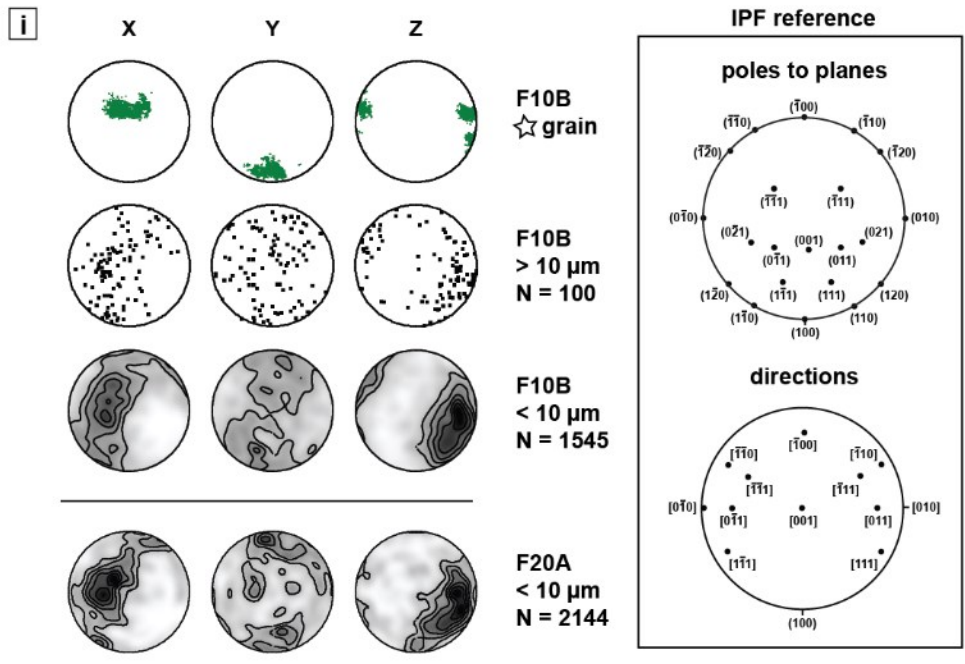 i
X Y Z
F10B
☆ grain
F10B
> 10 µm
N = 100
F10B
< 10 µm
N = 1545
F20A
< 10 µm
N = 2144
IPF reference
poles to planes
(1̄00)
(1̄1̄0) (1̄10)
(1̄2̄0) (1̄20)
(1̄1̄1) (1̄11)
(01̄0) (010)
(02̄1) (021)
(001)
(01̄1) (011)
(12̄0) (11̄1) (111) (120)
(11̄0) (110)
(100)
directions
[1̄00]
[1̄1̄0] [1̄10]
[1̄1̄1] [1̄11]
[01̄0] [010]
[01̄1] [001] [011]
[11̄1] [111]
(100)